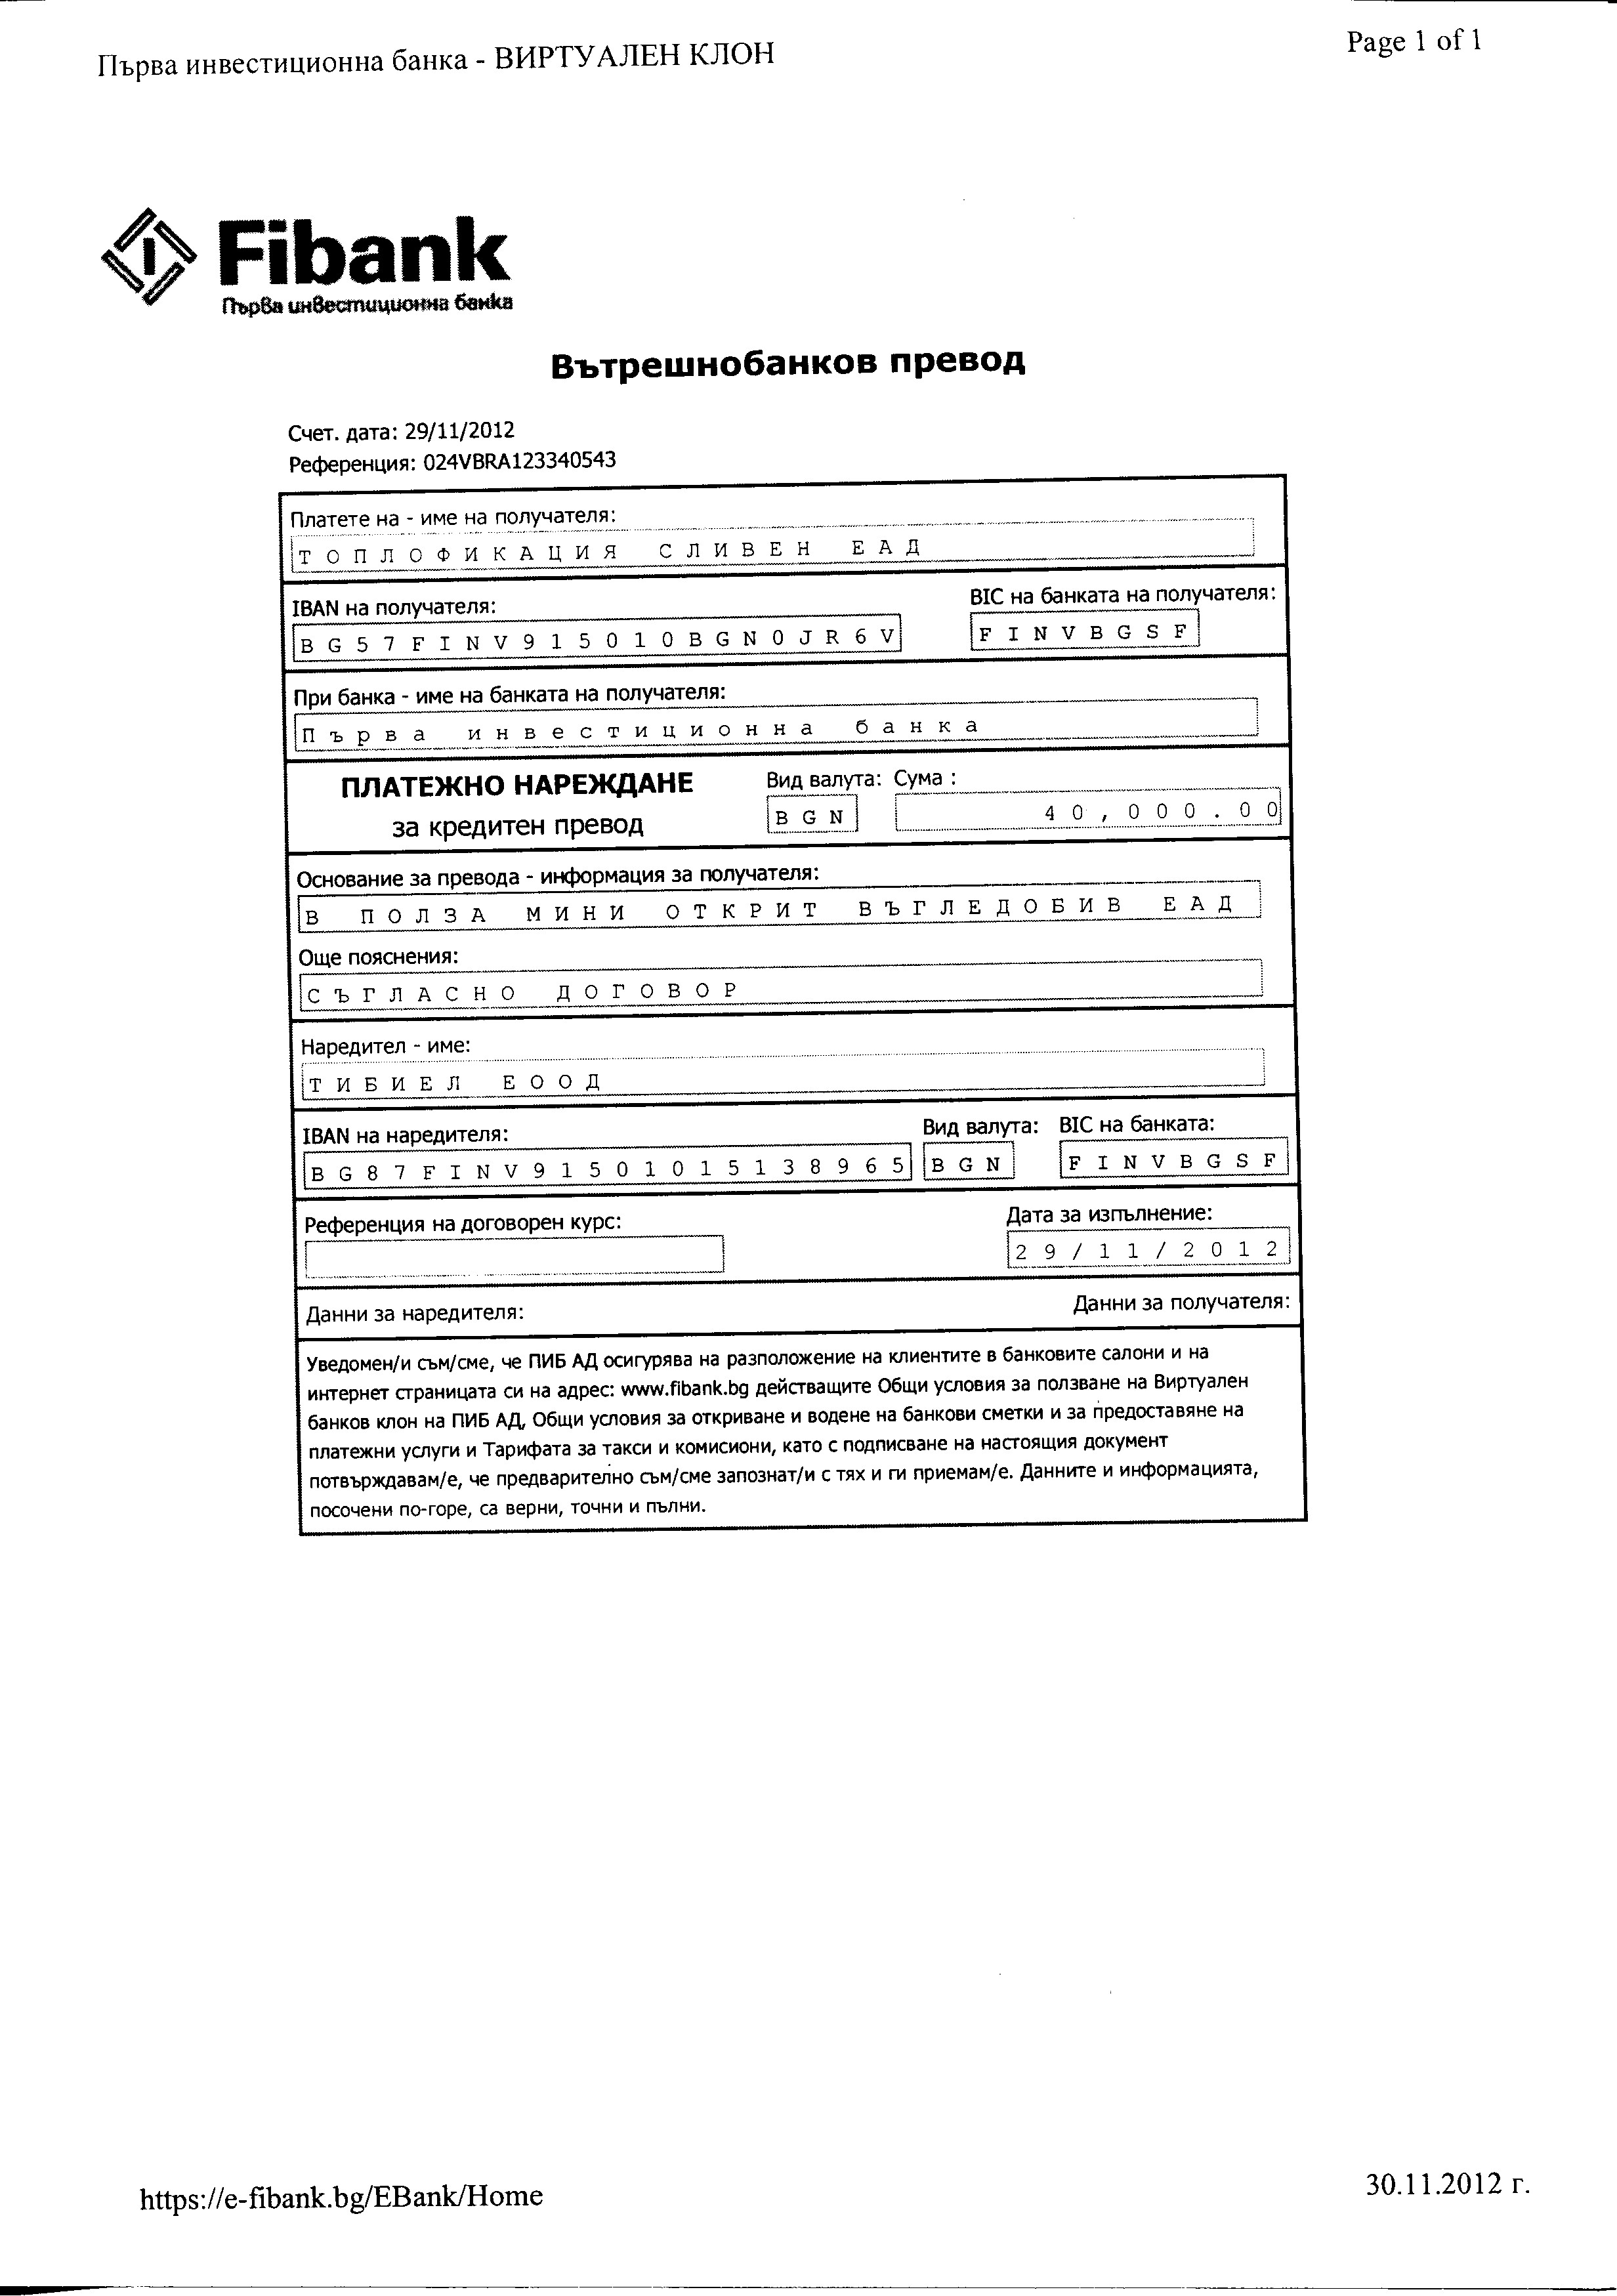 Първа инвестиционна банка - ВИРТУАЛЕН КЛОН
Page 1 of 1
Fibank
Първа инвестиционна банка
Вътрешнобанков превод
Счет. дата: 29/11/2012
Референция: 024VBRA123340543
Платете на - име на получателя:
ТОПЛОФИКАЦИЯ СЛИВЕН ЕАД
IBAN на получателя:
BIC на банката на получателя:
BG57FINV915010BGN0JR6V
FINVBGSF
При банка - име на банката на получателя:
Първа инвестиционна банка
ПЛАТЕЖНО НАРЕЖДАНЕ
за кредитен превод
Вид валута: Сума :
BGN
40,000.00
Основание за превода - информация за получателя:
В ПОЛЗА МИНИ ОТКРИТ ВЪГЛЕДОБИВ ЕАД
Още пояснения:
СЪГЛАСНО ДОГОВОР
Наредител - име:
ТИБИЕЛ ЕООД
IBAN на наредителя:
Вид валута: BIC на банката:
BG87FINV91501015138965
BGN
FINVBGSF
Референция на договорен курс:
Дата за изпълнение:
29/11/2012
Данни за наредителя:
Данни за получателя:
Уведомен/и съм/сме, че ПИБ АД осигурява на разположение на клиентите в банковите салони и на
интернет страницата си на адрес: www.fibank.bg действащите Общи условия за ползване на Виртуален
банков клон на ПИБ АД, Общи условия за откриване и водене на банкови сметки и за предоставяне на
платежни услуги и Тарифата за такси и комисиони, като с подписване на настоящия документ
потвърждавам/е, че предварително съм/сме запознат/и с тях и ги приемам/е. Данните и информацията,
посочени по-горе, са верни, точни и пълни.
https://e-fibank.bg/EBank/Home
30.11.2012 г.